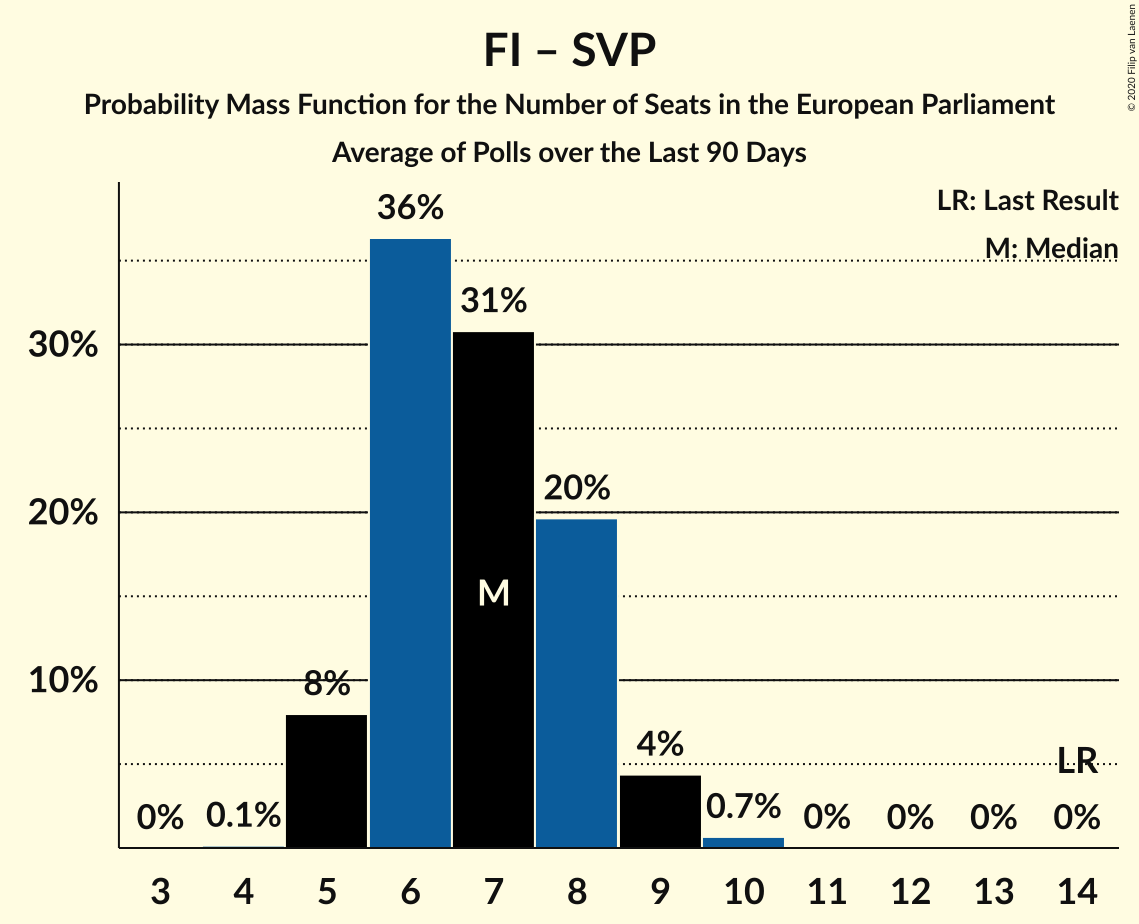 FI – SVP
Probability Mass Function for the Number of Seats in the European Parliament
Average of Polls over the Last 90 Days
© 2020 Filip van Laenen
LR: Last Result
M: Median
36%
31%
30%
20%
20%
M
10%
8%
4%
LR
0% 0.1% 0.7% 0% 0% 0% 0%
3 4 5 6 7 8 9 10 11 12 13 14